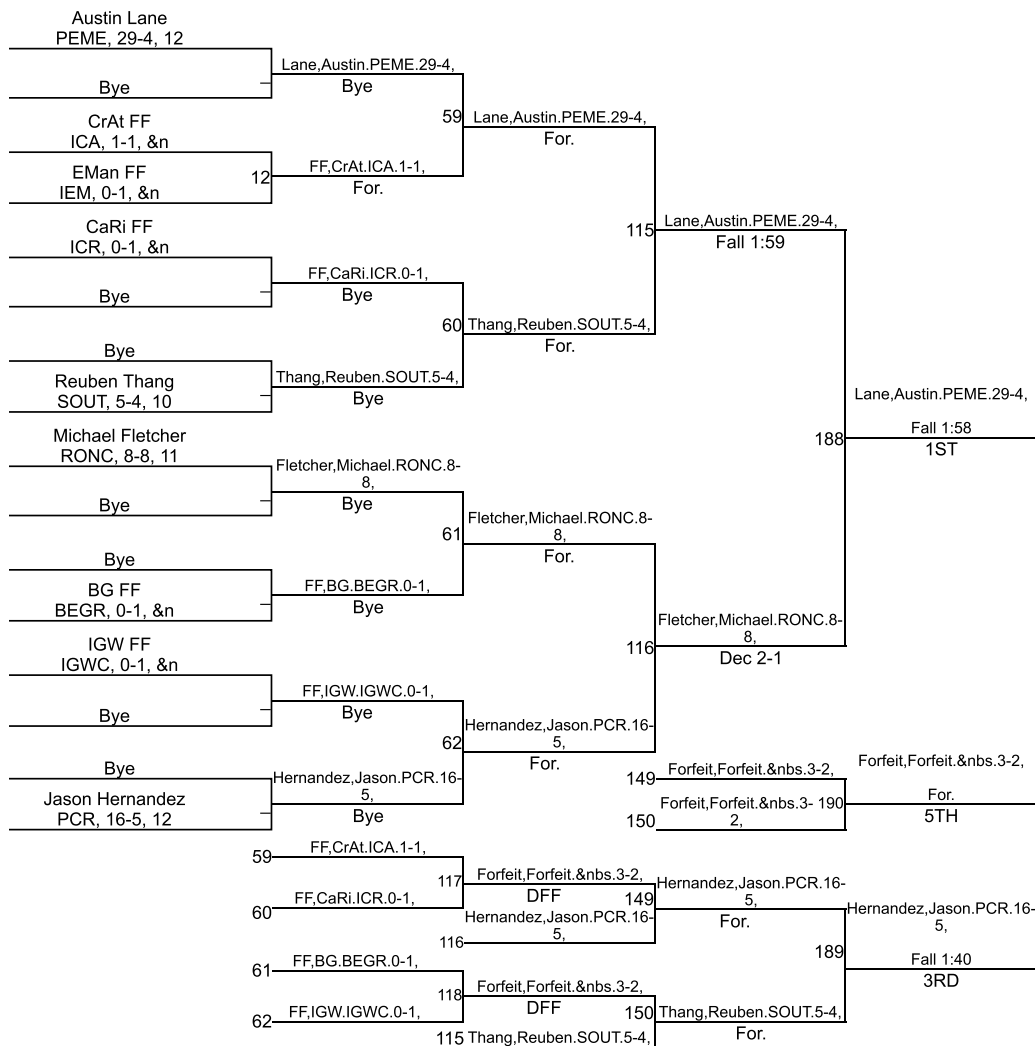 Austin Lane
PEME, 29-4, 12
Bye
Lane,Austin.PEME.29-4,
Bye
59
Lane,Austin.PEME.29-4,
For.
CrAt FF
ICA, 1-1, &n
EMan FF
IEM, 0-1, &n
12
FF,CrAt.ICA.1-1,
For.
115
Lane,Austin.PEME.29-4,
Fall 1:59
CaRi FF
ICR, 0-1, &n
Bye
FF,CaRi.ICR.0-1,
Bye
60
Thang,Reuben.SOUT.5-4,
For.
Bye
Reuben Thang
SOUT, 5-4, 10
Thang,Reuben.SOUT.5-4,
Bye
188
Lane,Austin.PEME.29-4,
Fall 1:58
1ST
Michael Fletcher
RONC, 8-8, 11
Bye
Fletcher,Michael.RONC.8-
8,
Bye
61
Fletcher,Michael.RONC.8-
8,
For.
Bye
BG FF
BEGR, 0-1, &n
FF,BG.BEGR.0-1,
Bye
116
Fletcher,Michael.RONC.8-
8,
Dec 2-1
IGW FF
IGWC, 0-1, &n
Bye
FF,IGW.IGWC.0-1,
Bye
62
Hernandez,Jason.PCR.16-
5,
For.
Bye
Jason Hernandez
PCR, 16-5, 12
Hernandez,Jason.PCR.16-
5,
Bye
149
Forfeit,Forfeit.&nbs.3-2,
150
Forfeit,Forfeit.&nbs.3-
2,
190
Forfeit,Forfeit.&nbs.3-2,
For.
5TH
59
FF,CrAt.ICA.1-1,
60
FF,CaRi.ICR.0-1,
117
Forfeit,Forfeit.&nbs.3-2,
DFF
116
Hernandez,Jason.PCR.16-
5,
149
Hernandez,Jason.PCR.16-
5,
For.
61
FF,BG.BEGR.0-1,
62
FF,IGW.IGWC.0-1,
118
Forfeit,Forfeit.&nbs.3-2,
DFF
115
Thang,Reuben.SOUT.5-4,
150
Thang,Reuben.SOUT.5-4,
For.
189
Hernandez,Jason.PCR.16-
5,
Fall 1:40
3RD